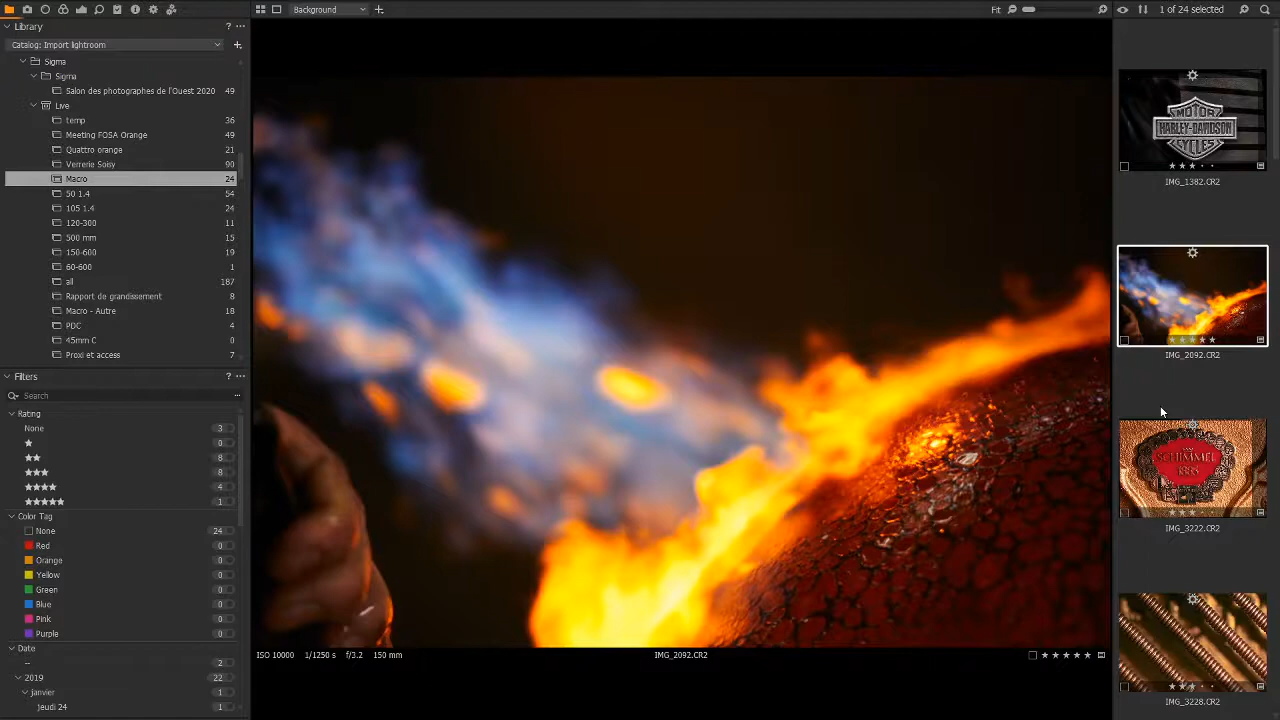 Background
Fit
1 of 24 selected
Library
Catalog: Import lightroom
Sigma
Sigma
Salon des photographes de l'Ouest 2020 49
Live
temp 36
Meeting FOSA Orange 49
Quattro orange 21
Verrerie Soisy 90
Macro 24
50 1.4 54
105 1.4 24
120-300 11
500 mm 15
150-600 19
60-600 1
all 187
Rapport de grandissement 8
Macro - Autre 18
PDC 4
45mm C 0
Proxi et access 7
Filters
Search
Rating
None 3
0
8
8
4
1
Color Tag
None 24
Red 0
Orange 0
Yellow 0
Green 0
Blue 0
Pink 0
Purple 0
Date
-- 2
2019 22
janvier 1
jeudi 24 1
ISO 10000 1/1250 s f/3.2 150 mm
IMG_2092.CR2
MOTOR
HARLEY-DAVIDSON
CYCLES
IMG_1382.CR2
IMG_2092.CR2
SCHIMMEL
1885
IMG_3222.CR2
IMG_3228.CR2